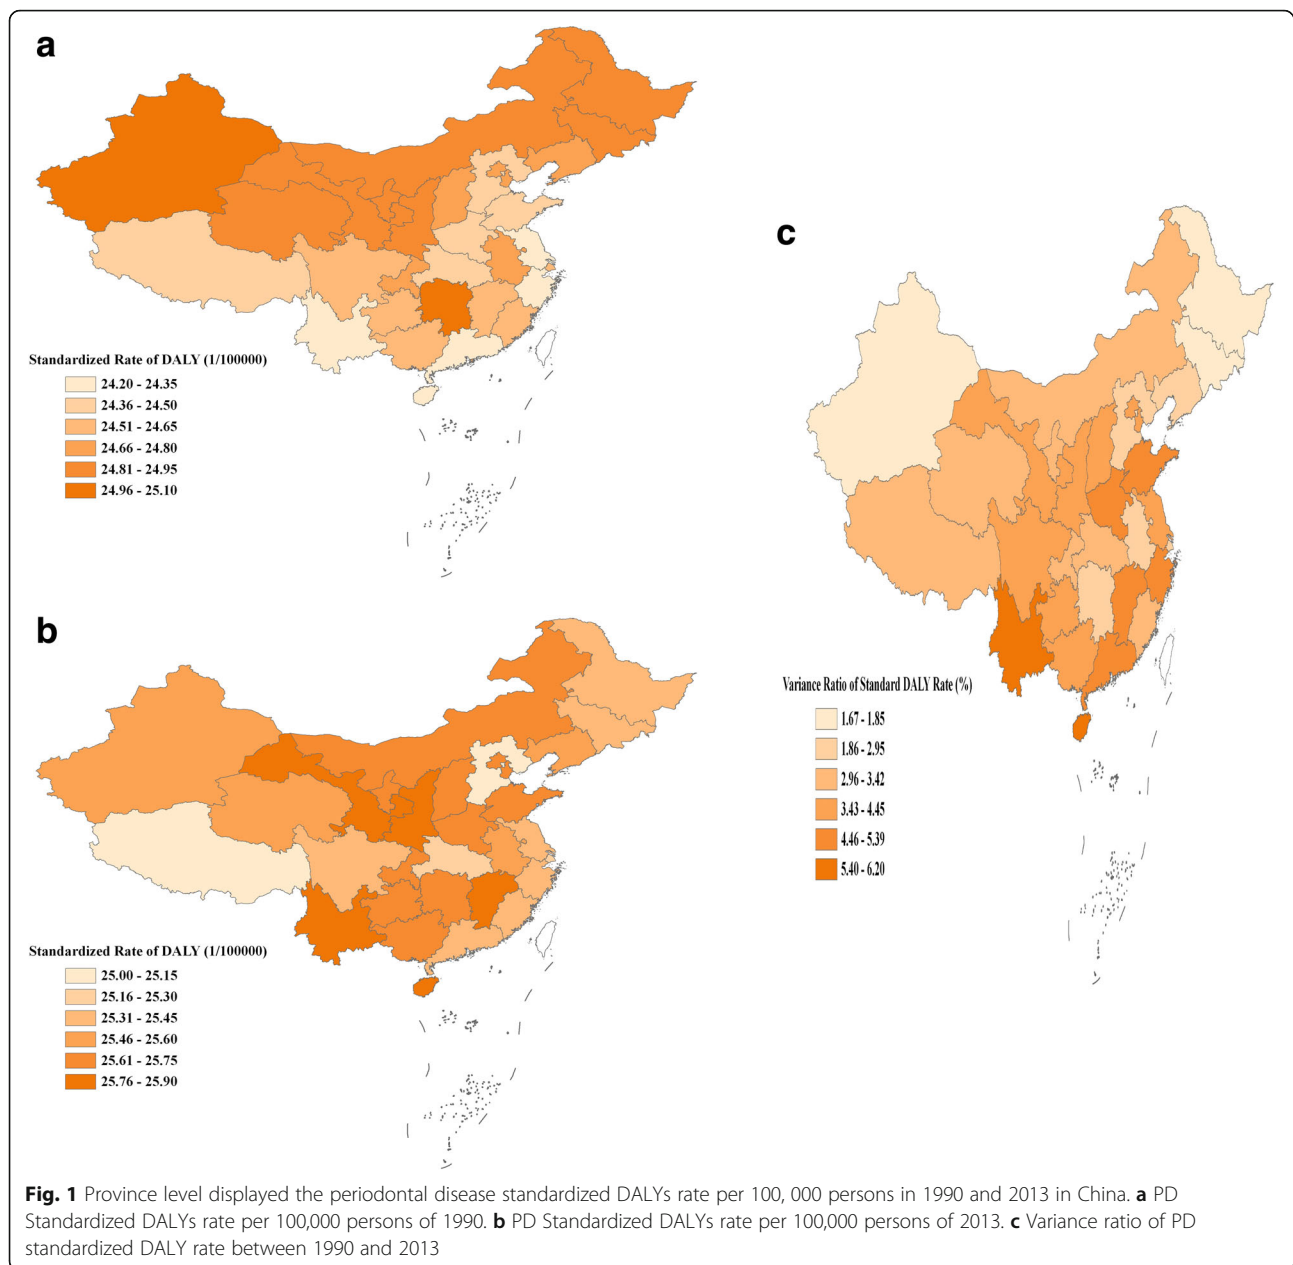 a
Standardized Rate of DALY (1/100000)
24.20 - 24.35
24.36 - 24.50
24.51 - 24.65
24.66 - 24.80
24.81 - 24.95
24.96 - 25.10
b
Standardized Rate of DALY (1/100000)
25.00 - 25.15
25.16 - 25.30
25.31 - 25.45
25.46 - 25.60
25.61 - 25.75
25.76 - 25.90
c
Variance Ratio of Standard DALY Rate (%)
1.67 - 1.85
1.86 - 2.95
2.96 - 3.42
3.43 - 4.45
4.46 - 5.39
5.40 - 6.20
Fig. 1 Province level displayed the periodontal disease standardized DALYs rate per 100, 000 persons in 1990 and 2013 in China. a PD
Standardized DALYs rate per 100,000 persons of 1990. b PD Standardized DALYs rate per 100,000 persons of 2013. c Variance ratio of PD
standardized DALY rate between 1990 and 2013